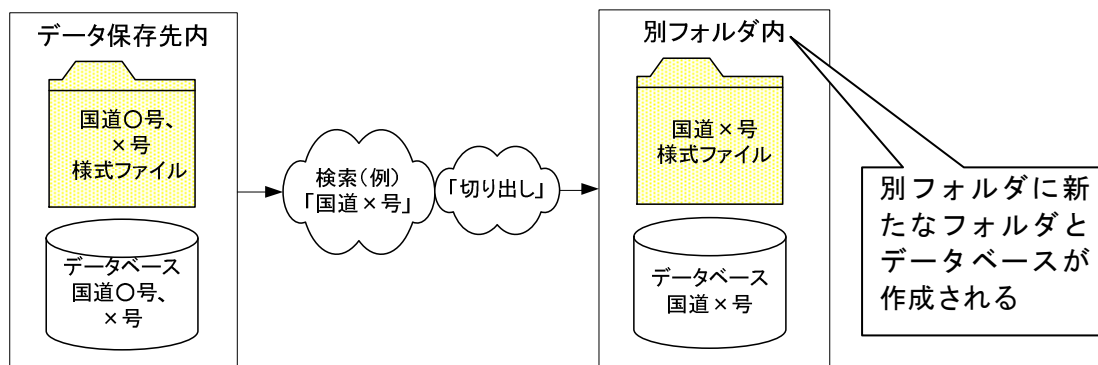 データ保存先内
国道○号、
×号
様式ファイル
データベース
国道○号、
×号
検索(例)
「国道×号」
「切り出し」
別フォルダ内
国道×号
様式ファイル
データベース
国道×号
別フォルダに新
たなフォルダと
データベースが
作成される